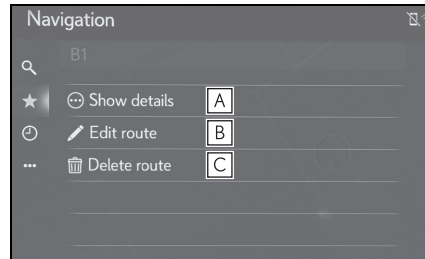 Navigation
B1
Show details A
Edit route B
Delete route C